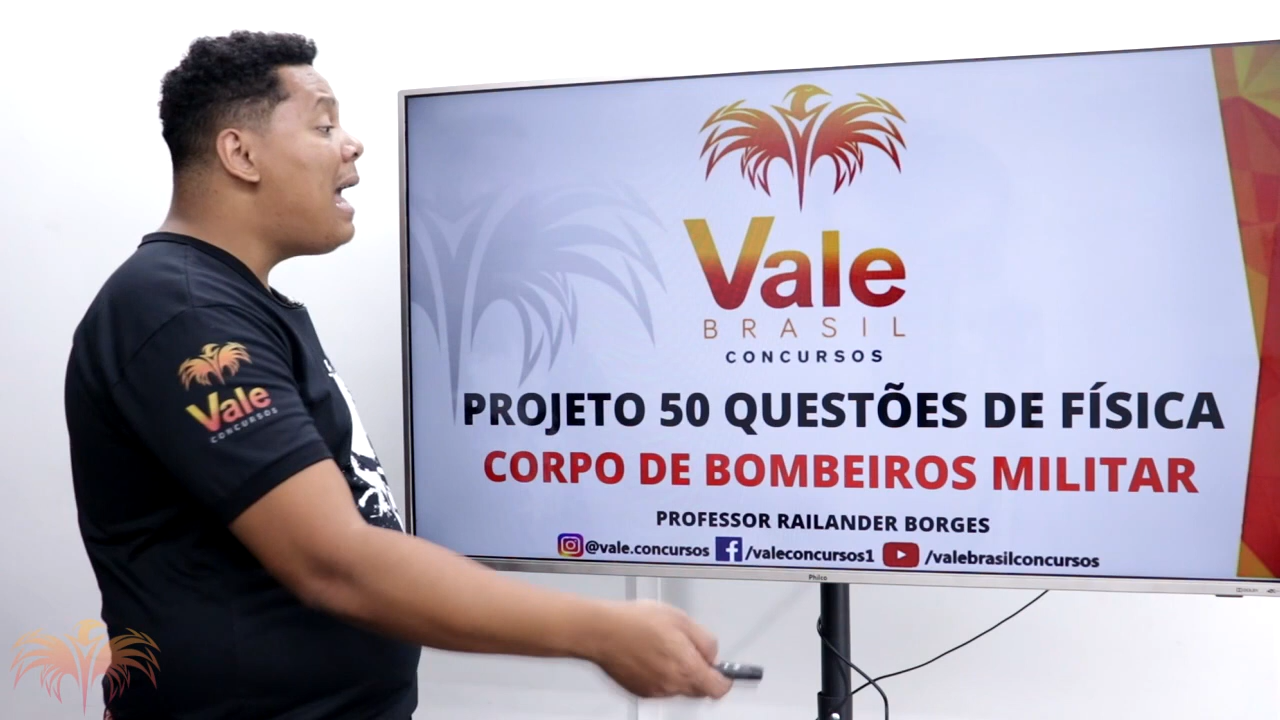 Vale
BRASIL
CONCURSOS
PROJETO 50 QUESTÕES DE FÍSICA
CORPO DE BOMBEIROS MILITAR
PROFESSOR RAILANDER BORGES
@vale.concursos /valeconcursos1 /valebrasilconcursos
Philco
Vale
CONCURSOS